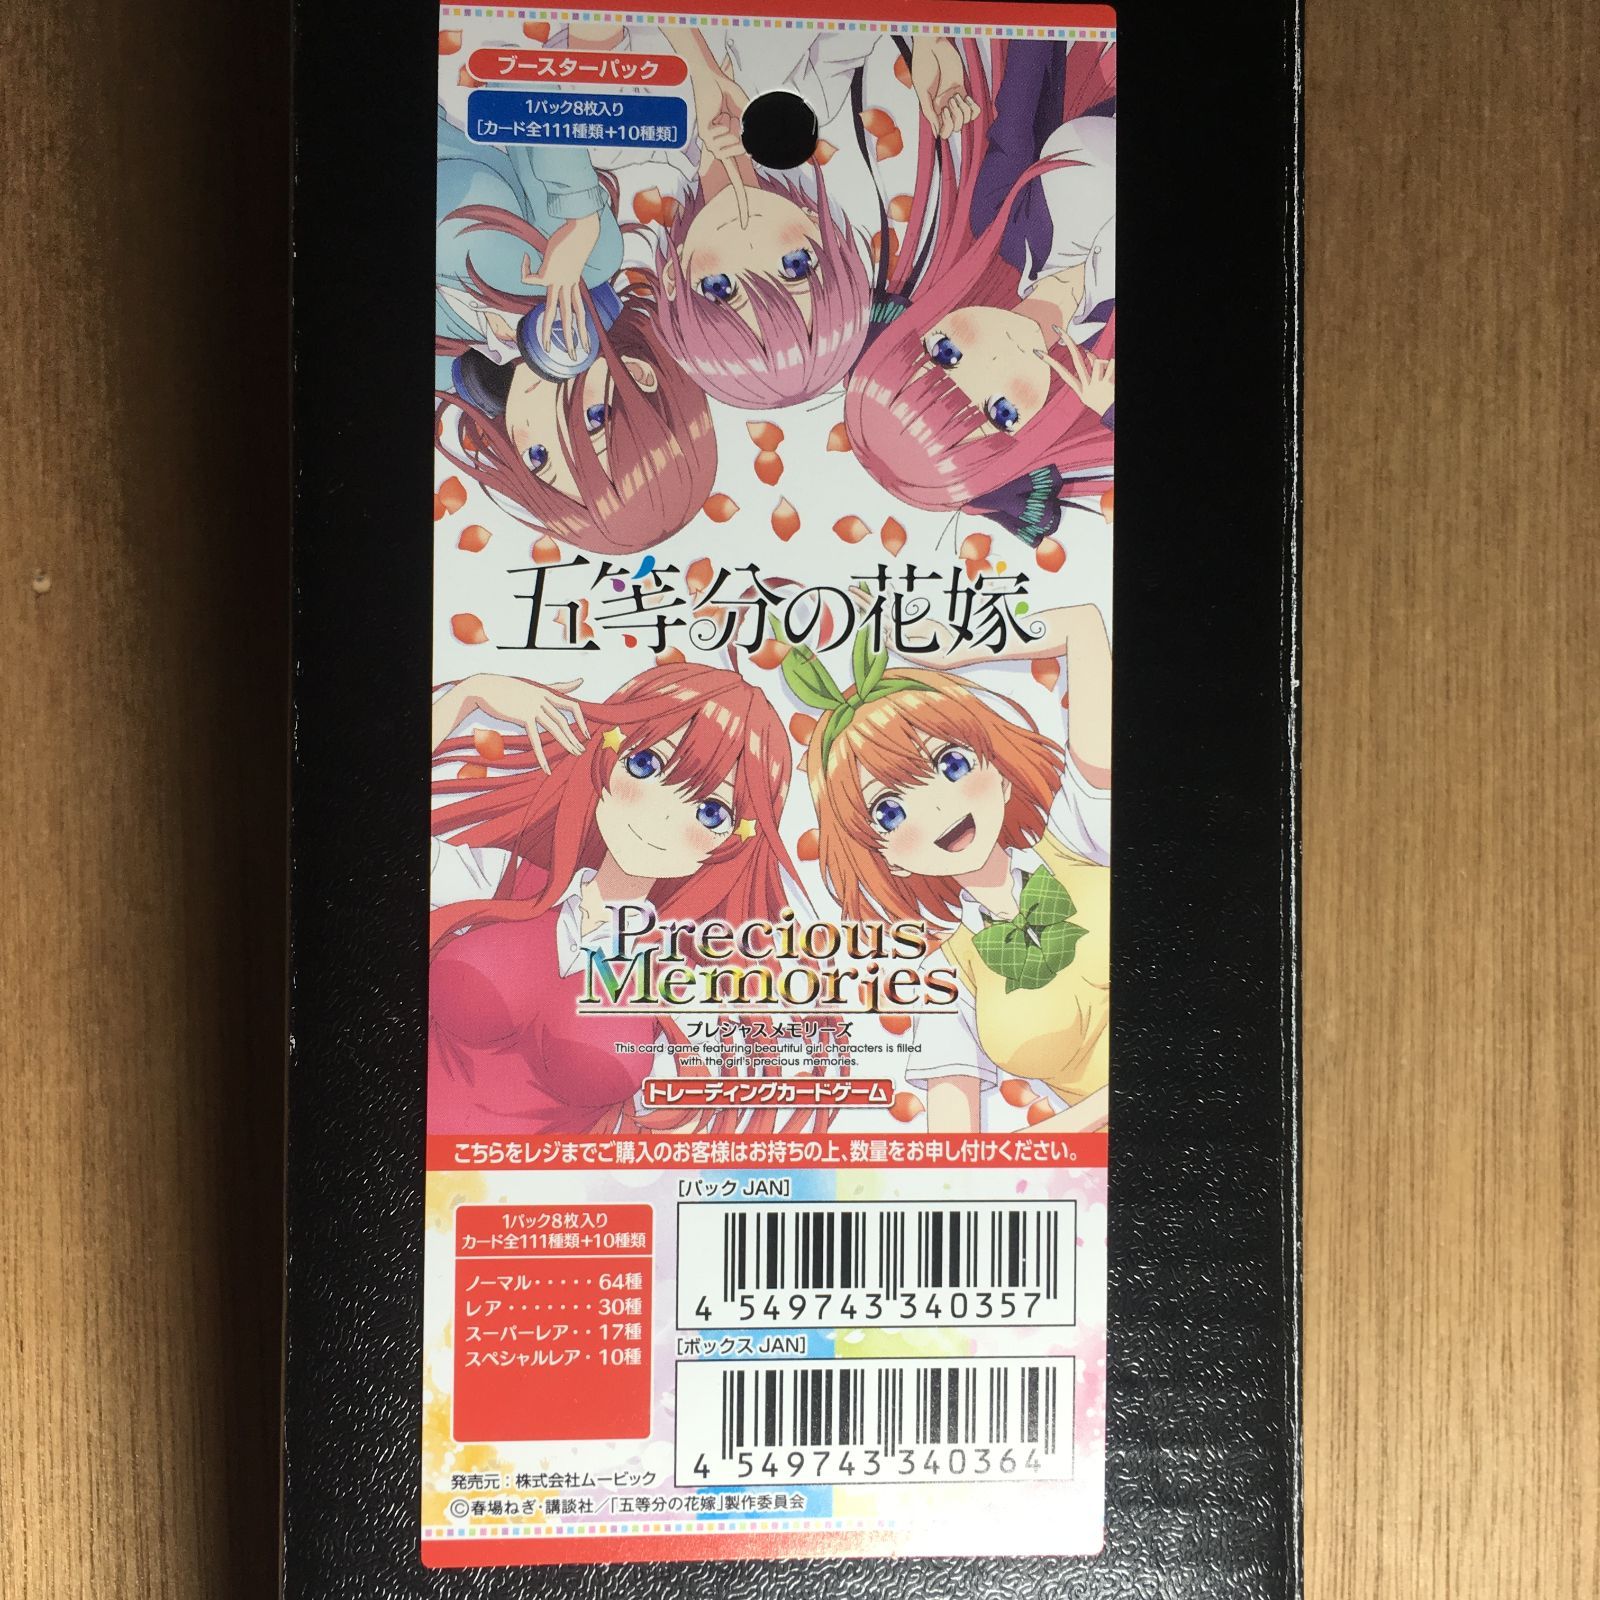 ブースターパック
1パック8枚入り
[カード全111種類+10種類]
五等分の花嫁
Precious
Memories
プレシャスメモリーズ
This card game featuring beautiful girl characters is filled
with the girl's precious memories.
トレーディングカードゲーム
こちらをレジまでご購入のお客様はお持ちの上、数量をお申し付けください。
1パック8枚入り
カード全111種類+10種類
ノーマル・・・・・64種
レア・・・・・・・30種
スーパーレア・・17種
スペシャルレア・10種
[パック JAN]
4 549743 340357
[ボックス JAN]
4 549743 340364
発売元:株式会社ムービック
©春場ねぎ・講談社/「五等分の花嫁」製作委員会